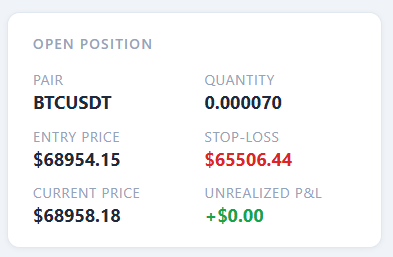 OPEN POSITION
PAIR
BTCUSDT
QUANTITY
0.000070
ENTRY PRICE
$68954.15
STOP-LOSS
$65506.44
CURRENT PRICE
$68958.18
UNREALIZED P&L
+$0.00